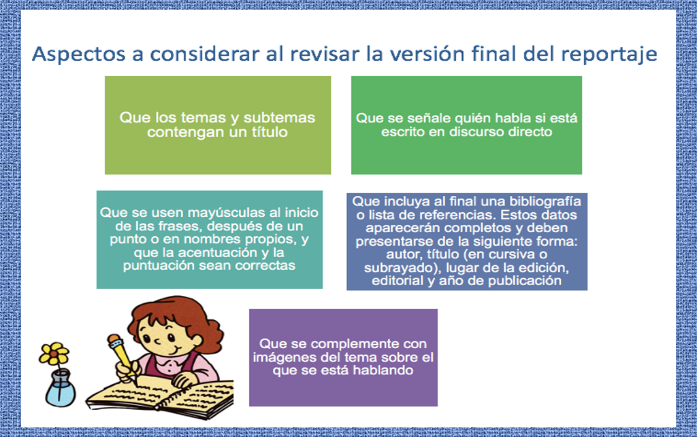 Aspectos a considerar al revisar la versión final del reportaje
Que los temas y subtemas
contengan un título
Que se señale quién habla si está
escrito en discurso directo
Que se usen mayúsculas al inicio
de las frases, después de un
punto o en nombres propios, y
que la acentuación y la
puntuación sean correctas
Que incluya al final una bibliografía
o lista de referencias. Estos datos
aparecerán completos y deben
presentarse de la siguiente forma:
autor, título (en cursiva o
subrayado), lugar de la edición,
editorial y año de publicación
Que se complemente con
imágenes del tema sobre el
que se está hablando